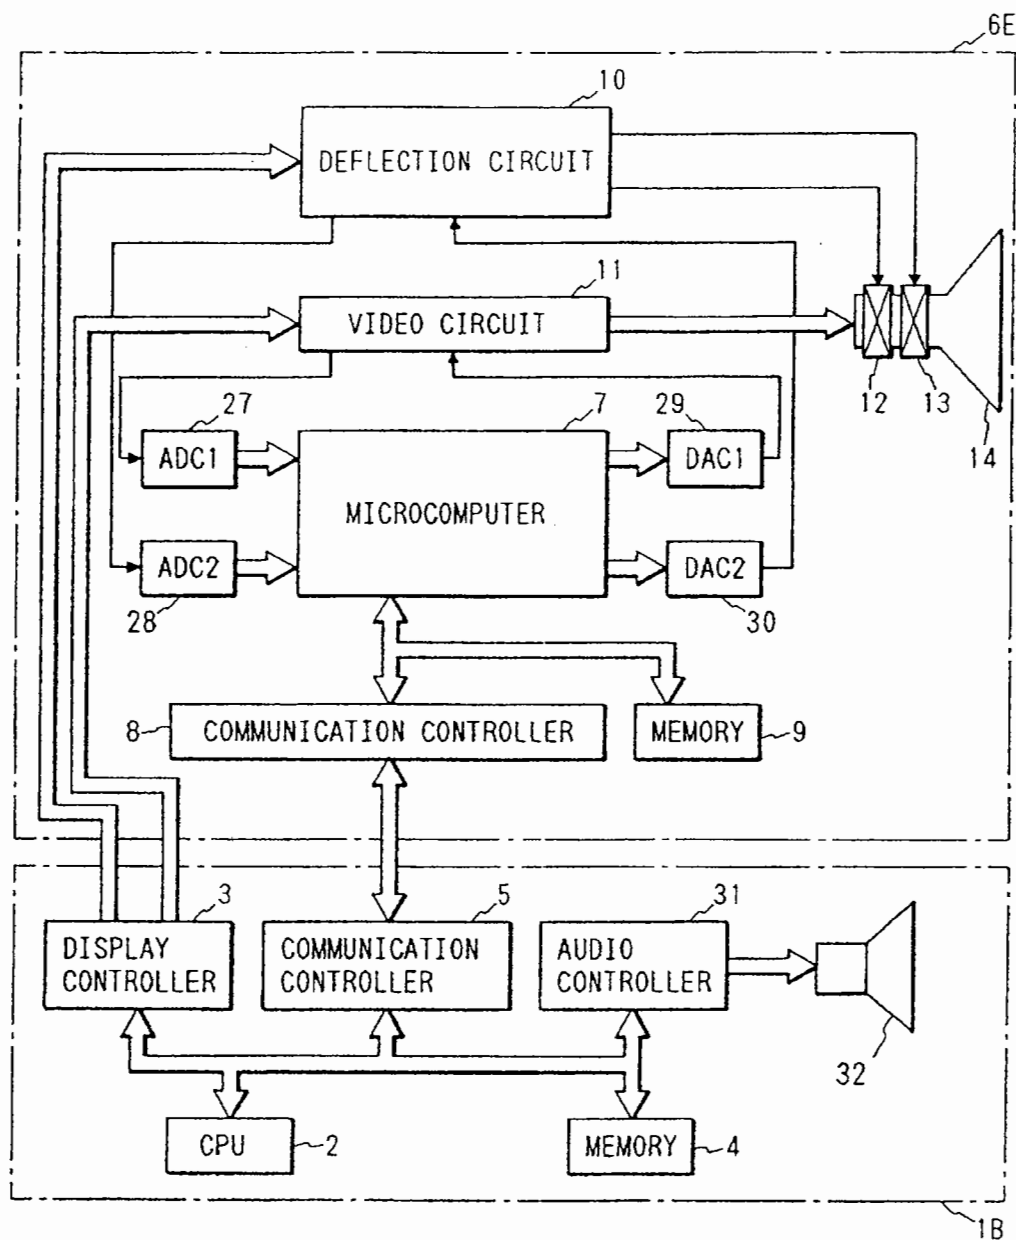 6E
10
DEFLECTION CIRCUIT
11
VIDEO CIRCUIT
12
13
14
27
ADC1
7
MICROCOMPUTER
29
DAC1
ADC2
28
DAC2
30
8
COMMUNICATION CONTROLLER
MEMORY
9
3
DISPLAY
CONTROLLER
5
COMMUNICATION
CONTROLLER
31
AUDIO
CONTROLLER
32
CPU
2
MEMORY
4
1B